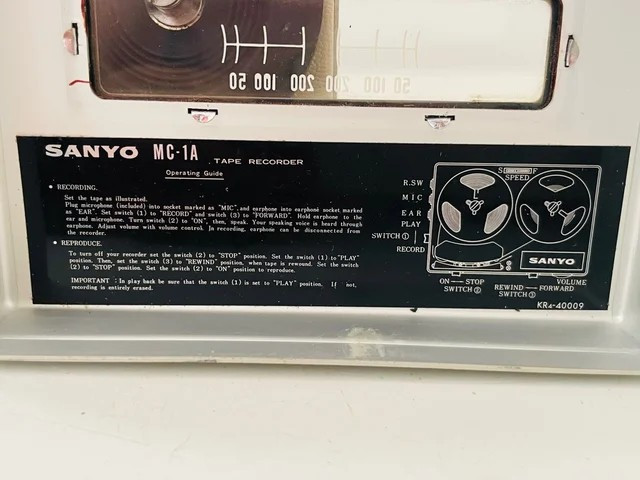 50 100 200 200 100 50
SANYO MC-1A TAPE RECORDER
Operating Guide
• RECORDING.
Set the tape as illustrated.
Plug microphone (included) into socket marked as "MIC", and earphone into earphone socket marked
as "EAR". Set switch (1) to "RECORD" and switch (3) to "FORWARD". Hold earphone to the
ear and microphone. Turn switch (2) to "ON", then, speak. Your speaking voice is heard through
earphone. Adjust volume with volume control. In recording, earphone can be disconnected from
the recorder.
• REPRODUCE.
To turn off your recorder set the switch (2) to "STOP" position. Set the switch (1) to "PLAY"
position. Then, set the switch (3) to "REWIND" position, when tape is rewound. Set the switch
(2) to "STOP" position. Set the switch (2) to "ON" position to reproduce.
IMPORTANT : In play back be sure that the switch (1) is set to "PLAY" position. If not,
recording is entirely erased.
S F
SPEED
R.SW
MIC
EAR
PLAY
SWITCH ①
RECORD
SANYO
ON — STOP
SWITCH ②
REWIND — FORWARD
SWITCH ③
VOLUME
KR4-40009